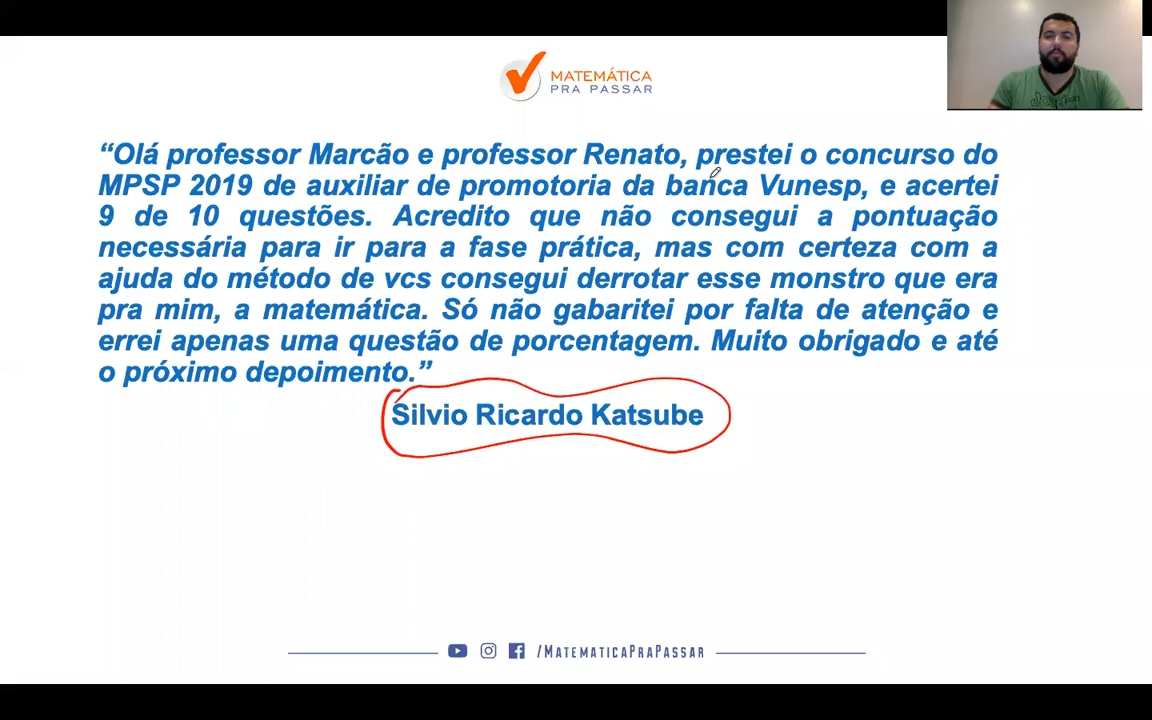 MATEMÁTICA
PRA PASSAR
“Olá professor Marcão e professor Renato, prestei o concurso do
MPSP 2019 de auxiliar de promotoria da banca Vunesp, e acertei
9 de 10 questões. Acredito que não consegui a pontuação
necessária para ir para a fase prática, mas com certeza com a
ajuda do método de vcs consegui derrotar esse monstro que era
pra mim, a matemática. Só não gabaritei por falta de atenção e
errei apenas uma questão de porcentagem. Muito obrigado e até
o próximo depoimento.”
Silvio Ricardo Katsube
/MATEMATICAPRAPASSAR